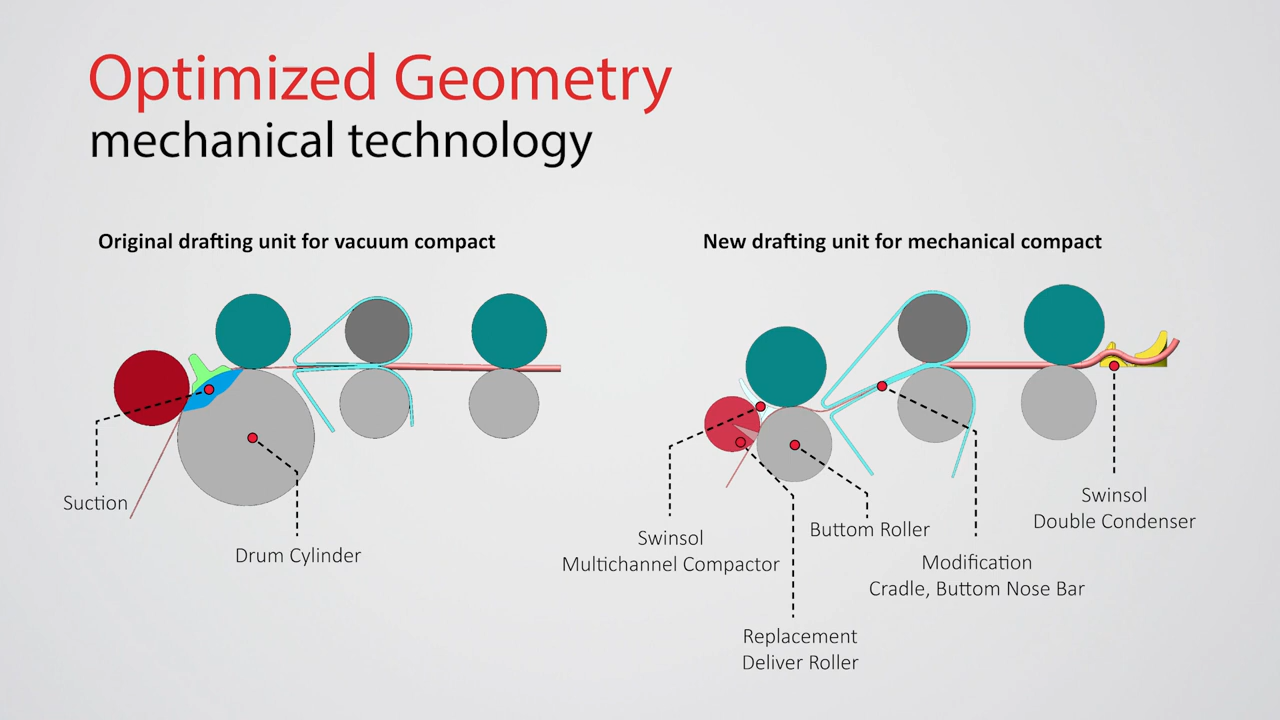 Optimized Geometry
mechanical technology
Original drafting unit for vacuum compact
New drafting unit for mechanical compact
Suction
Drum Cylinder
Swinsol
Multichannel Compactor
Replacement
Deliver Roller
Buttom Roller
Modification
Cradle, Buttom Nose Bar
Swinsol
Double Condenser